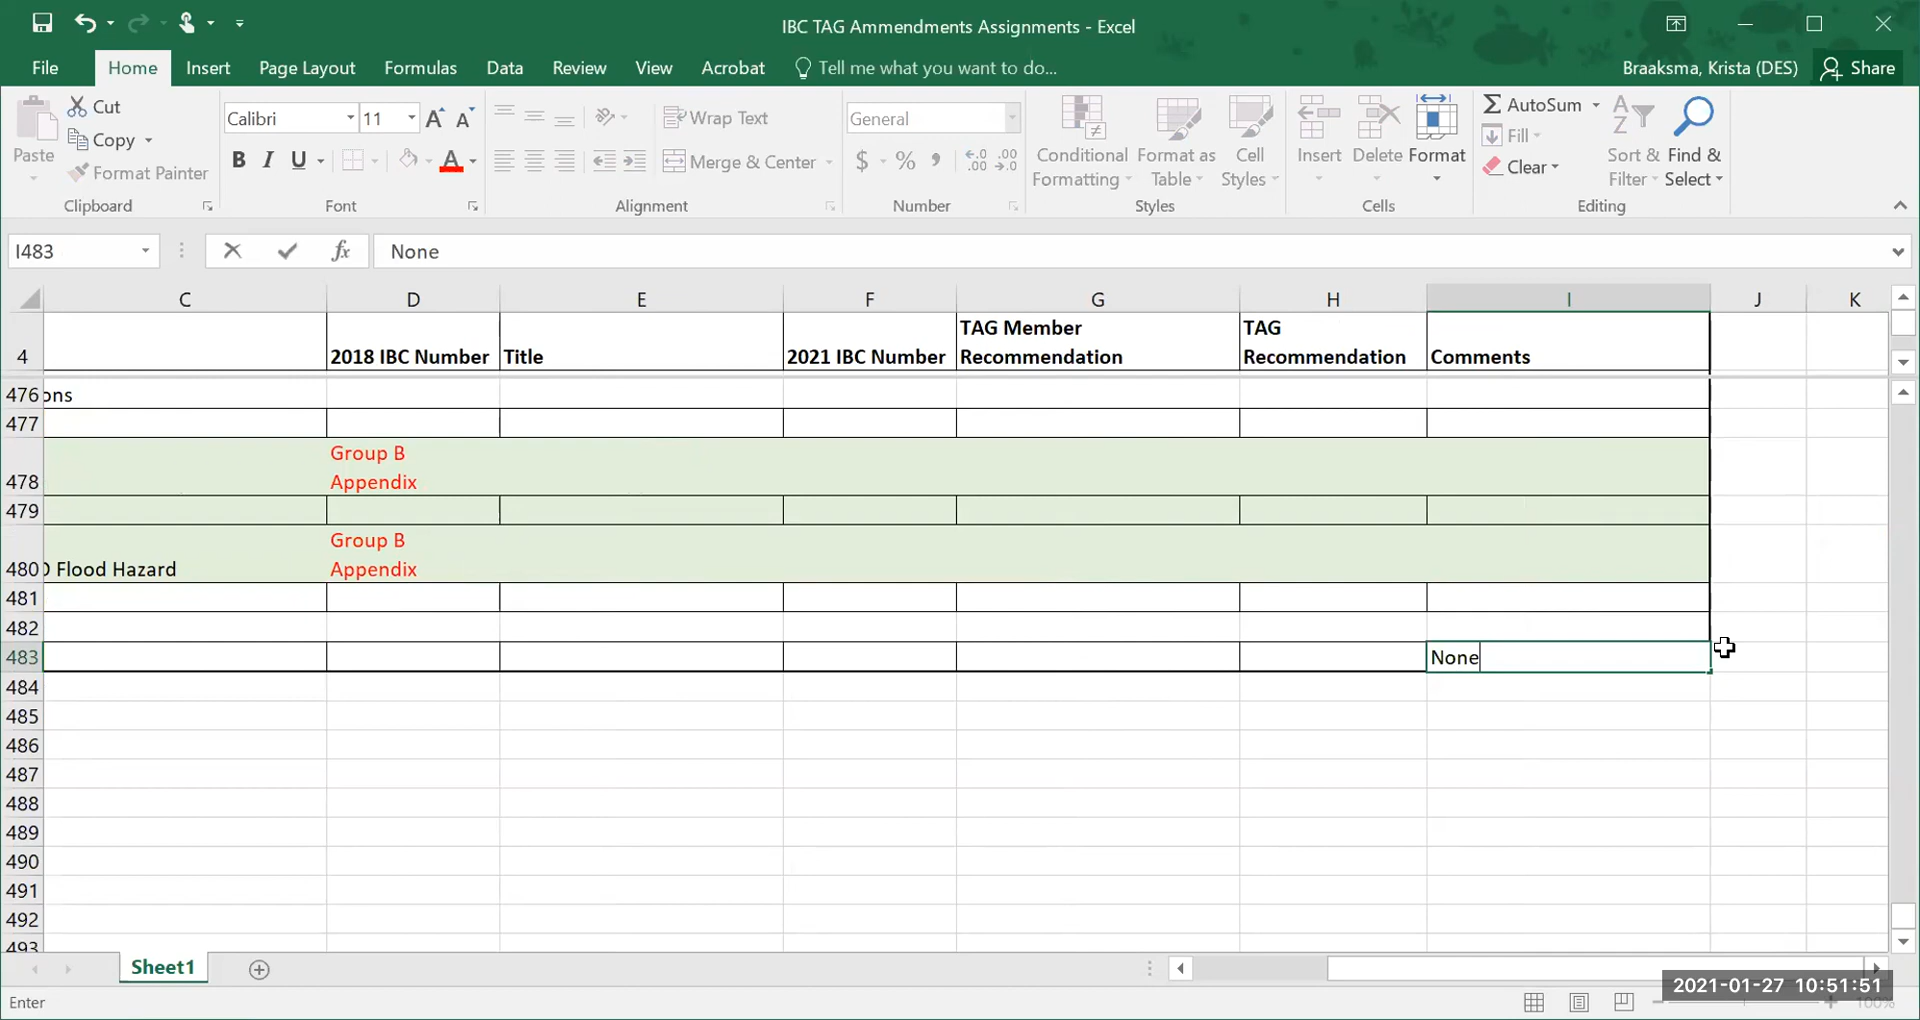 IBC TAG Ammendments Assignments - Excel
File Home Insert Page Layout Formulas Data Review View Acrobat Tell me what you want to do... Braaksma, Krista (DES) Share
Paste
Cut
Copy
Format Painter
Clipboard
Calibri 11
B I U
Font
Wrap Text
Merge & Center
Alignment
General
$ % ,
Number
Conditional Formatting
Format as Table
Cell Styles
Styles
Insert Delete Format
Cells
AutoSum
Fill
Clear
Sort & Filter
Find & Select
Editing
I483 fx None
C D E F G H I J K
4 2018 IBC Number Title 2021 IBC Number TAG Member Recommendation TAG Recommendation Comments
476 ons
477
478 Group B Appendix
479
480 Flood Hazard Group B Appendix
481
482
483 None
484
485
486
487
488
489
490
491
492
493
Sheet1
2021-01-27 10:51:51
Enter 100%